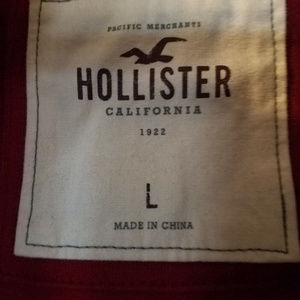 PACIFIC MERCHANTS
HOLLISTER
CALIFORNIA
1922
L
MADE IN CHINA